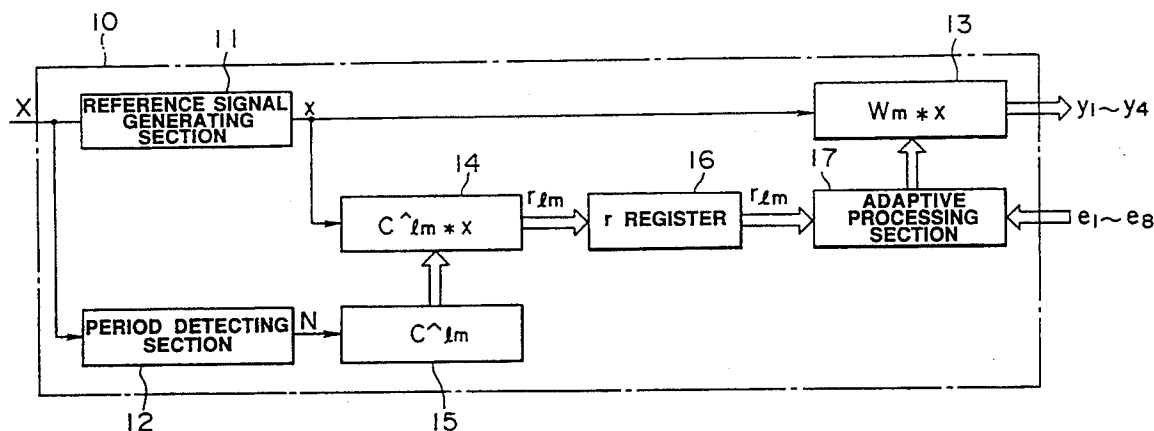 10
11
13
X
REFERENCE SIGNAL
GENERATING
SECTION
x
Wm * x
y1~y4
14
16
17
C^lm * x
rlm
r REGISTER
rlm
ADAPTIVE
PROCESSING
SECTION
e1~e8
PERIOD DETECTING
SECTION
N
C^lm
12
15